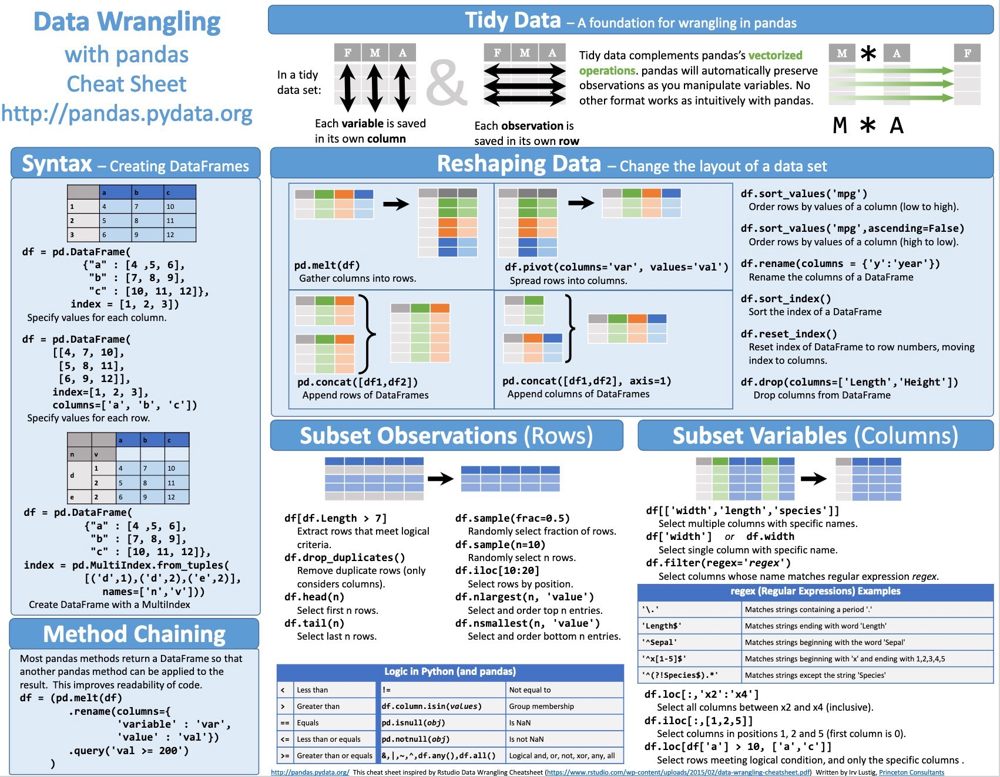 Data Wrangling
with pandas
Cheat Sheet
http://pandas.pydata.org
Tidy Data – A foundation for wrangling in pandas
In a tidy
data set:
F M A
Each variable is saved
in its own column
&
F M A
Each observation is
saved in its own row
Tidy data complements pandas’s vectorized
operations. pandas will automatically preserve
observations as you manipulate variables. No
other format works as intuitively with pandas.
M * A F
M * A
Syntax – Creating DataFrames
a b c
1 4 7 10
2 5 8 11
3 6 9 12
df = pd.DataFrame(
{"a" : [4 ,5, 6],
"b" : [7, 8, 9],
"c" : [10, 11, 12]},
index = [1, 2, 3])
Specify values for each column.
df = pd.DataFrame(
[[4, 7, 10],
[5, 8, 11],
[6, 9, 12]],
index=[1, 2, 3],
columns=['a', 'b', 'c'])
Specify values for each row.
a b c
n v
d 1 4 7 10
2 5 8 11
e 2 6 9 12
df = pd.DataFrame(
{"a" : [4 ,5, 6],
"b" : [7, 8, 9],
"c" : [10, 11, 12]},
index = pd.MultiIndex.from_tuples(
[('d',1),('d',2),('e',2)],
names=['n','v']))
Create DataFrame with a MultiIndex
Method Chaining
Most pandas methods return a DataFrame so that
another pandas method can be applied to the
result. This improves readability of code.
df = (pd.melt(df)
.rename(columns={
'variable' : 'var',
'value' : 'val'})
.query('val >= 200')
)
Reshaping Data – Change the layout of a data set
pd.melt(df)
Gather columns into rows.
df.pivot(columns='var', values='val')
Spread rows into columns.
pd.concat([df1,df2])
Append rows of DataFrames
pd.concat([df1,df2], axis=1)
Append columns of DataFrames
df.sort_values('mpg')
Order rows by values of a column (low to high).
df.sort_values('mpg',ascending=False)
Order rows by values of a column (high to low).
df.rename(columns = {'y':'year'})
Rename the columns of a DataFrame
df.sort_index()
Sort the index of a DataFrame
df.reset_index()
Reset index of DataFrame to row numbers, moving
index to columns.
df.drop(columns=['Length','Height'])
Drop columns from DataFrame
Subset Observations (Rows)
df[df.Length > 7]
Extract rows that meet logical
criteria.
df.drop_duplicates()
Remove duplicate rows (only
considers columns).
df.head(n)
Select first n rows.
df.tail(n)
Select last n rows.
df.sample(frac=0.5)
Randomly select fraction of rows.
df.sample(n=10)
Randomly select n rows.
df.iloc[10:20]
Select rows by position.
df.nlargest(n, 'value')
Select and order top n entries.
df.nsmallest(n, 'value')
Select and order bottom n entries.
Logic in Python (and pandas)
< Less than != Not equal to
> Greater than df.column.isin(values) Group membership
== Equals pd.isnull(obj) Is NaN
<= Less than or equals pd.notnull(obj) Is not NaN
>= Greater than or equals &,|,~,^,df.any(),df.all() Logical and, or, not, xor, any, all
Subset Variables (Columns)
df[['width','length','species']]
Select multiple columns with specific names.
df['width'] or df.width
Select single column with specific name.
df.filter(regex='regex')
Select columns whose name matches regular expression regex.
regex (Regular Expressions) Examples
'\.' Matches strings containing a period '.'
'Length$' Matches strings ending with word 'Length'
'^Sepal' Matches strings beginning with the word 'Sepal'
'^x[1-5]$' Matches strings beginning with 'x' and ending with 1,2,3,4,5
'^(?!Species$).*' Matches strings except the string 'Species'
df.loc[:,'x2':'x4']
Select all columns between x2 and x4 (inclusive).
df.iloc[:,[1,2,5]]
Select columns in positions 1, 2 and 5 (first column is 0).
df.loc[df['a'] > 10, ['a','c']]
Select rows meeting logical condition, and only the specific columns .
http://pandas.pydata.org/ This cheat sheet inspired by Rstudio Data Wrangling Cheatsheet (https://www.rstudio.com/wp-content/uploads/2015/02/data-wrangling-cheatsheet.pdf) Written by Irv Lustig, Princeton Consultants